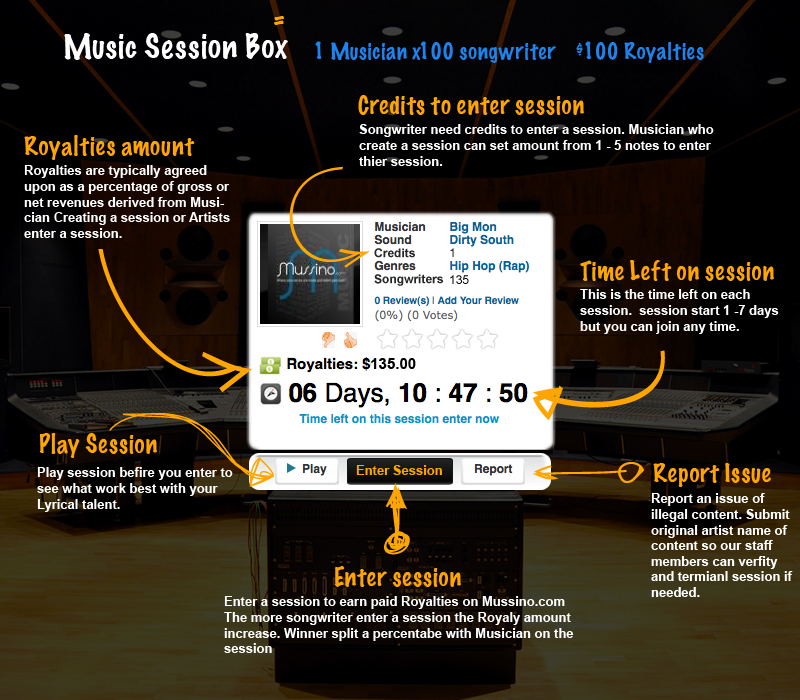 Music Session Box
=
1 Musician x100 songwriter $100 Royalties
Credits to enter session
Songwriter need credits to enter a session. Musician who
create a session can set amount from 1 - 5 notes to enter
thier session.
Royalties amount
Royalties are typically agreed
upon as a percentage of gross or
net revenues derived from Musi-
cian Creating a session or Artists
enter a session.
Mussino.com
Musician Big Mon
Sound Dirty South
Credits 1
Genres Hip Hop (Rap)
Songwriters 135
0 Review(s) | Add Your Review
(0%) (0 Votes)
Royalties: $135.00
06 Days, 10 : 47 : 50
Time left on this session enter now
Time Left on session
This is the time left on each
session. session start 1 -7 days
but you can join any time.
Play Session
Play session befire you enter to
see what work best with your
Lyrical talent.
Play
Enter Session
Report
Report Issue
Report an issue of
illegal content. Submit
original artist name of
content so our staff
members can verfity
and termianl session if
needed.
Enter session
Enter a session to earn paid Royalties on Mussino.com
The more songwriter enter a session the Royaly amount
increase. Winner split a percentabe with Musician on the
session